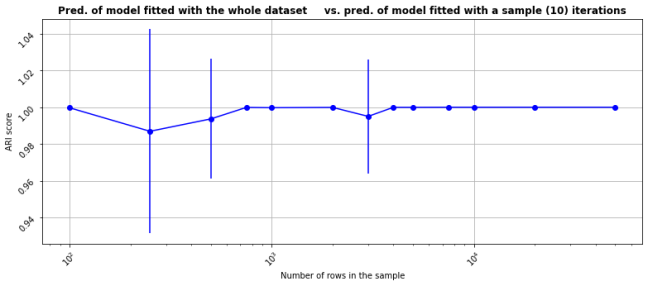 Pred. of model fitted with the whole dataset     vs. pred. of model fitted with a sample (10) iterations
1.04
1.02
1.00
0.98
0.96
0.94
ARI score
10² 10³ 10⁴
Number of rows in the sample